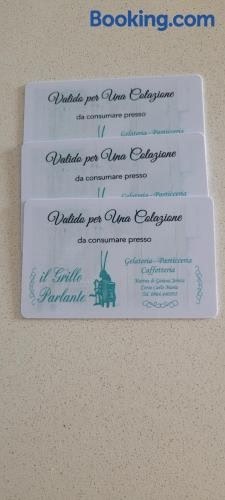 Booking.com
Valido per Una Colazione
da consumare presso
Gelateria - Pasticceria
Valido per Una Colazione
da consumare presso
Gelateria - Pasticceria
Valido per Una Colazione
da consumare presso
il Grillo
Parlante
Gelateria - Pasticceria
Caffetteria